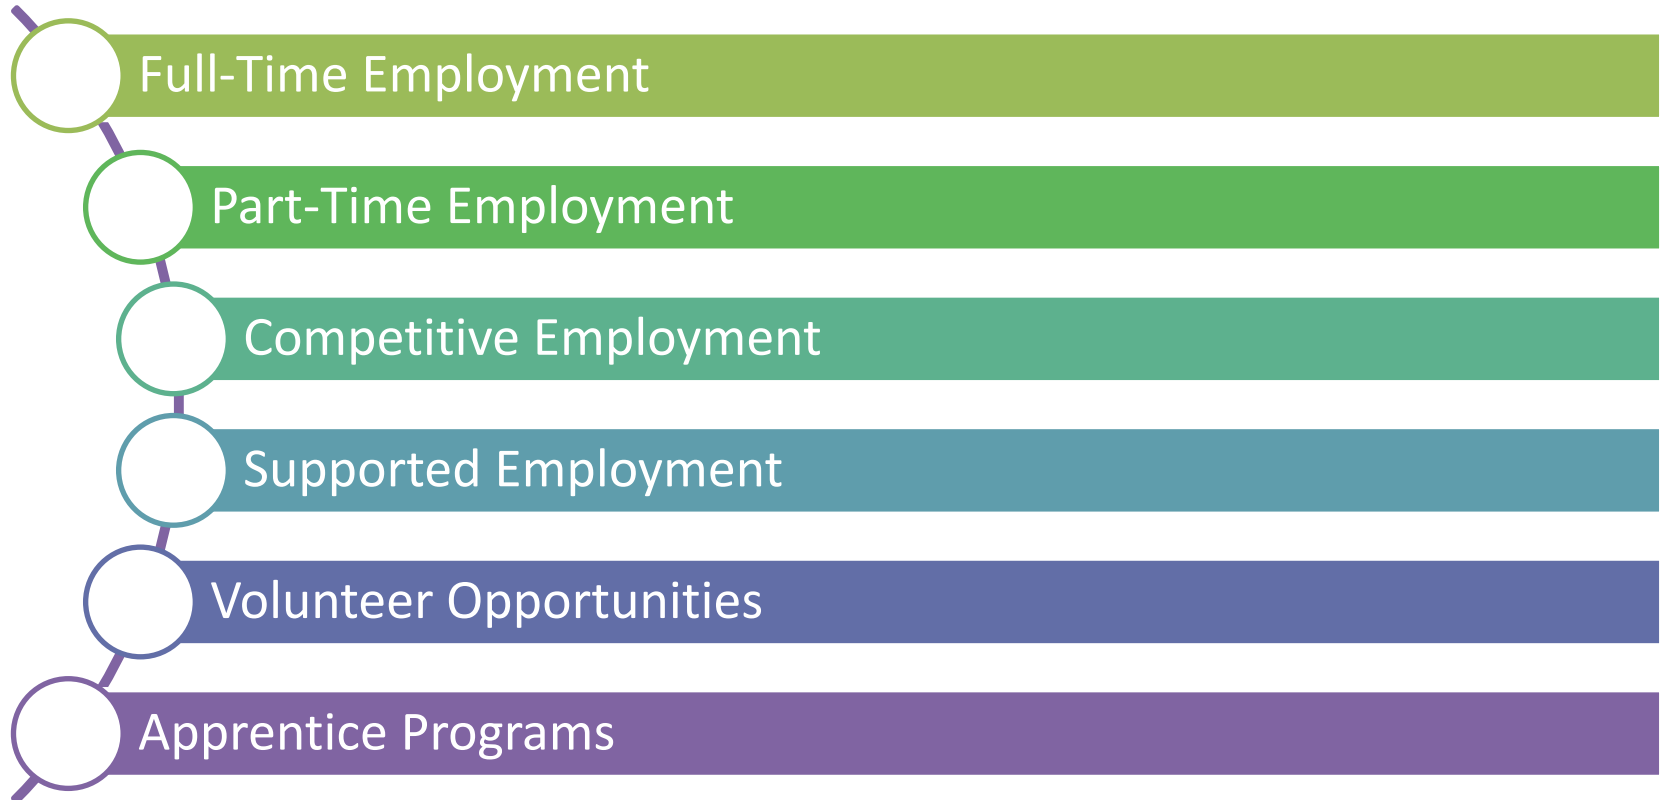 Full-Time Employment
Part-Time Employment
Competitive Employment
Supported Employment
Volunteer Opportunities
Apprentice Programs